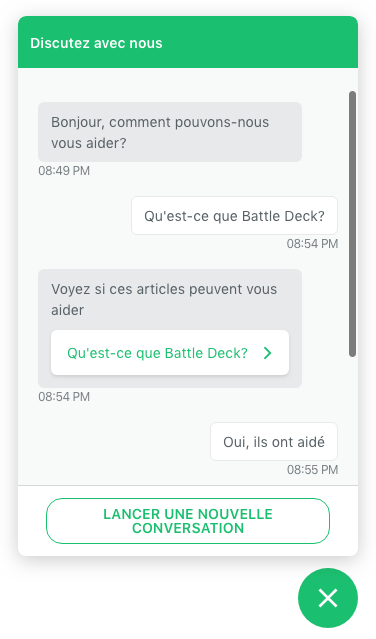 Discutez avec nous
Bonjour, comment pouvons-nous
vous aider?
08:49 PM
Qu'est-ce que Battle Deck?
08:54 PM
Voyez si ces articles peuvent vous
aider
Qu'est-ce que Battle Deck?
08:54 PM
Oui, ils ont aidé
08:55 PM
LANCER UNE NOUVELLE
CONVERSATION